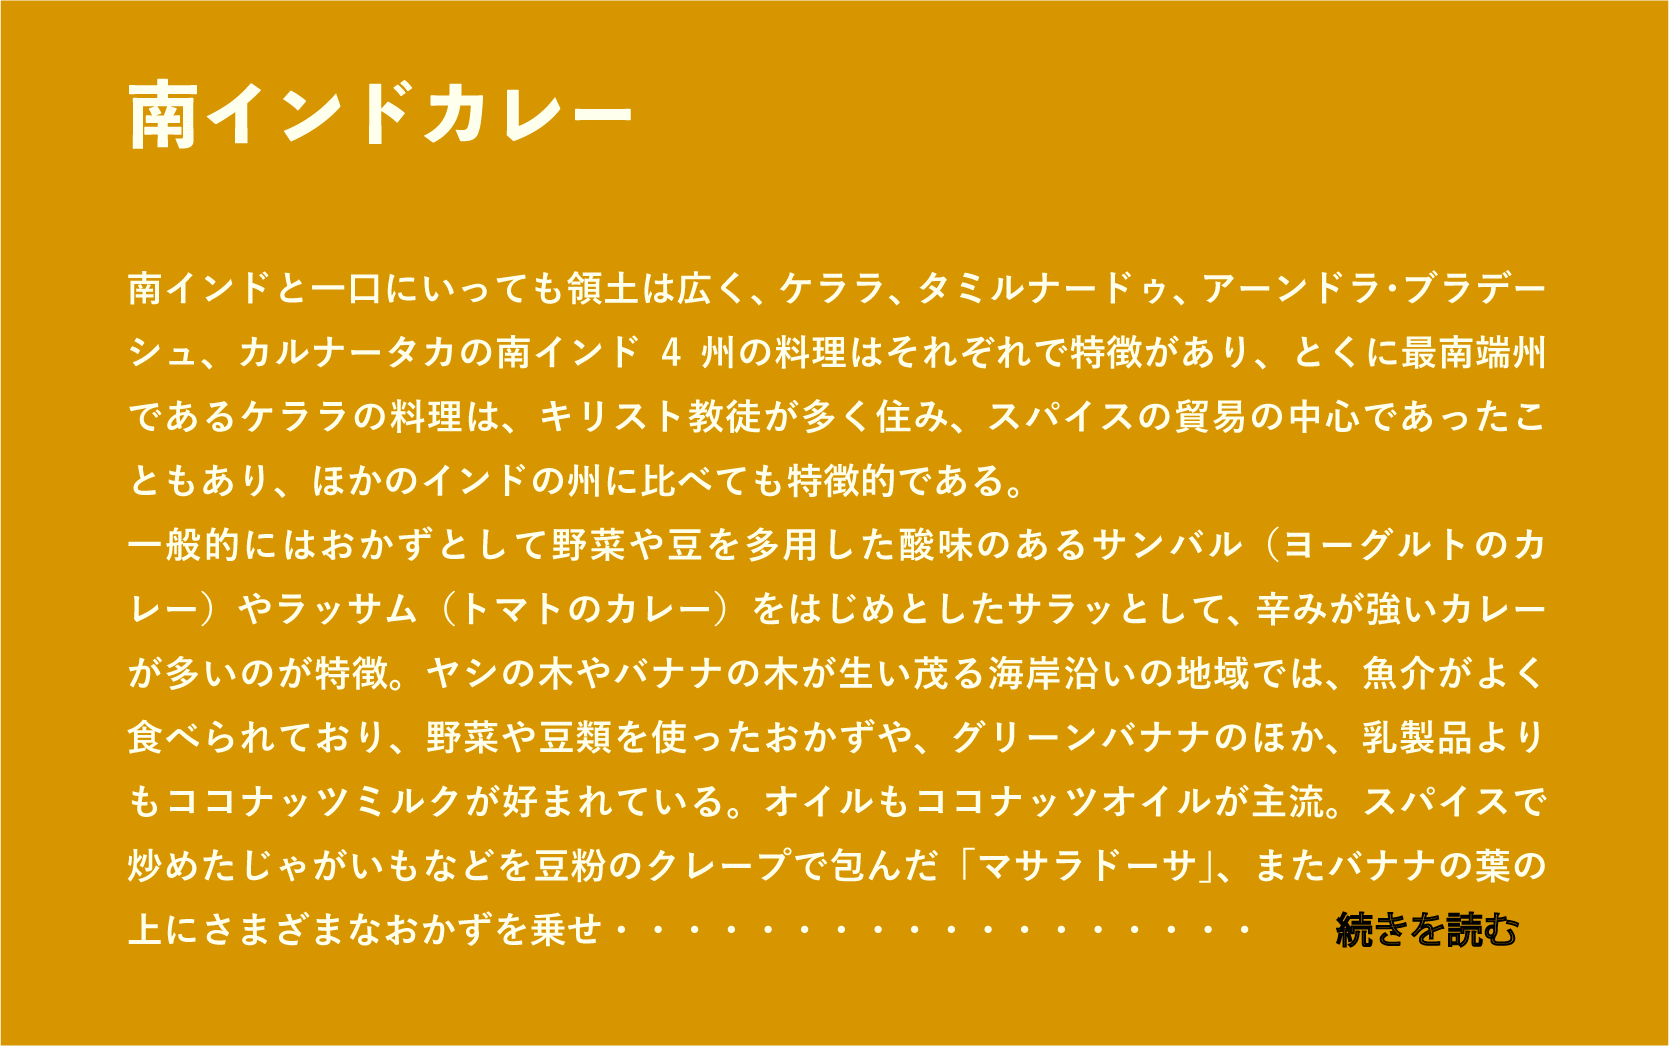 南インドカレー
南インドと一口にいっても領土は広く、ケララ、タミルナードゥ、アーンドラ・ブラデー
シュ、カルナータカの南インド 4 州の料理はそれぞれで特徴があり、とくに最南端州
であるケララの料理は、キリスト教徒が多く住み、スパイスの貿易の中心であったこ
ともあり、ほかのインドの州に比べても特徴的である。
一般的にはおかずとして野菜や豆を多用した酸味のあるサンバル（ヨーグルトのカ
レー）やラッサム（トマトのカレー）をはじめとしたサラッとして、辛みが強いカレー
が多いのが特徴。ヤシの木やバナナの木が生い茂る海岸沿いの地域では、魚介がよく
食べられており、野菜や豆類を使ったおかずや、グリーンバナナのほか、乳製品より
もココナッツミルクが好まれている。オイルもココナッツオイルが主流。スパイスで
炒めたじゃがいもなどを豆粉のクレープで包んだ「マサラドーサ」、またバナナの葉の
上にさまざまなおかずを乗せ・・・・・・・・・・・・・・・・・・ 続きを読む